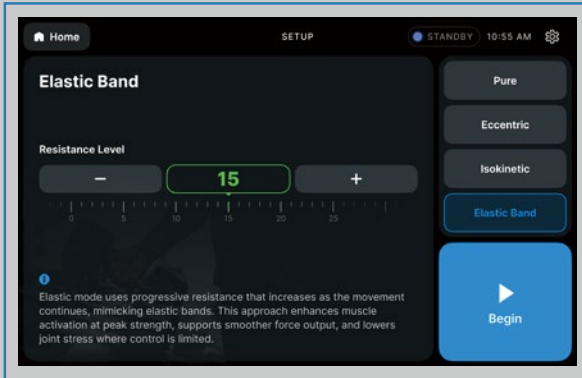 Home
SETUP
STANDBY
10:55 AM
Elastic Band
Resistance Level
− 15 +
0 5 10 15 20 25
Elastic mode uses progressive resistance that increases as the movement
continues, mimicking elastic bands. This approach enhances muscle
activation at peak strength, supports smoother force output, and lowers
joint stress where control is limited.
Pure
Eccentric
Isokinetic
Elastic Band
Begin